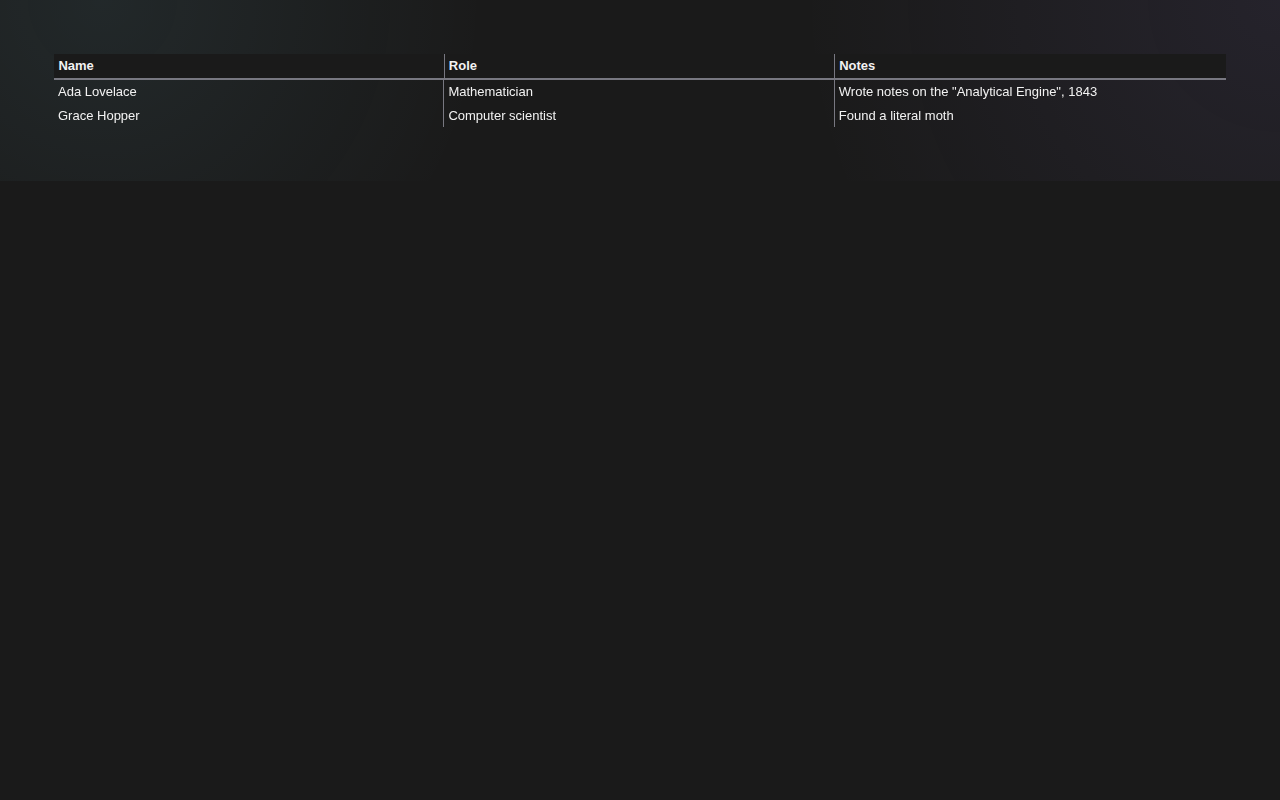 Name Role Notes
Ada Lovelace Mathematician Wrote notes on the "Analytical Engine", 1843
Grace Hopper Computer scientist Found a literal moth